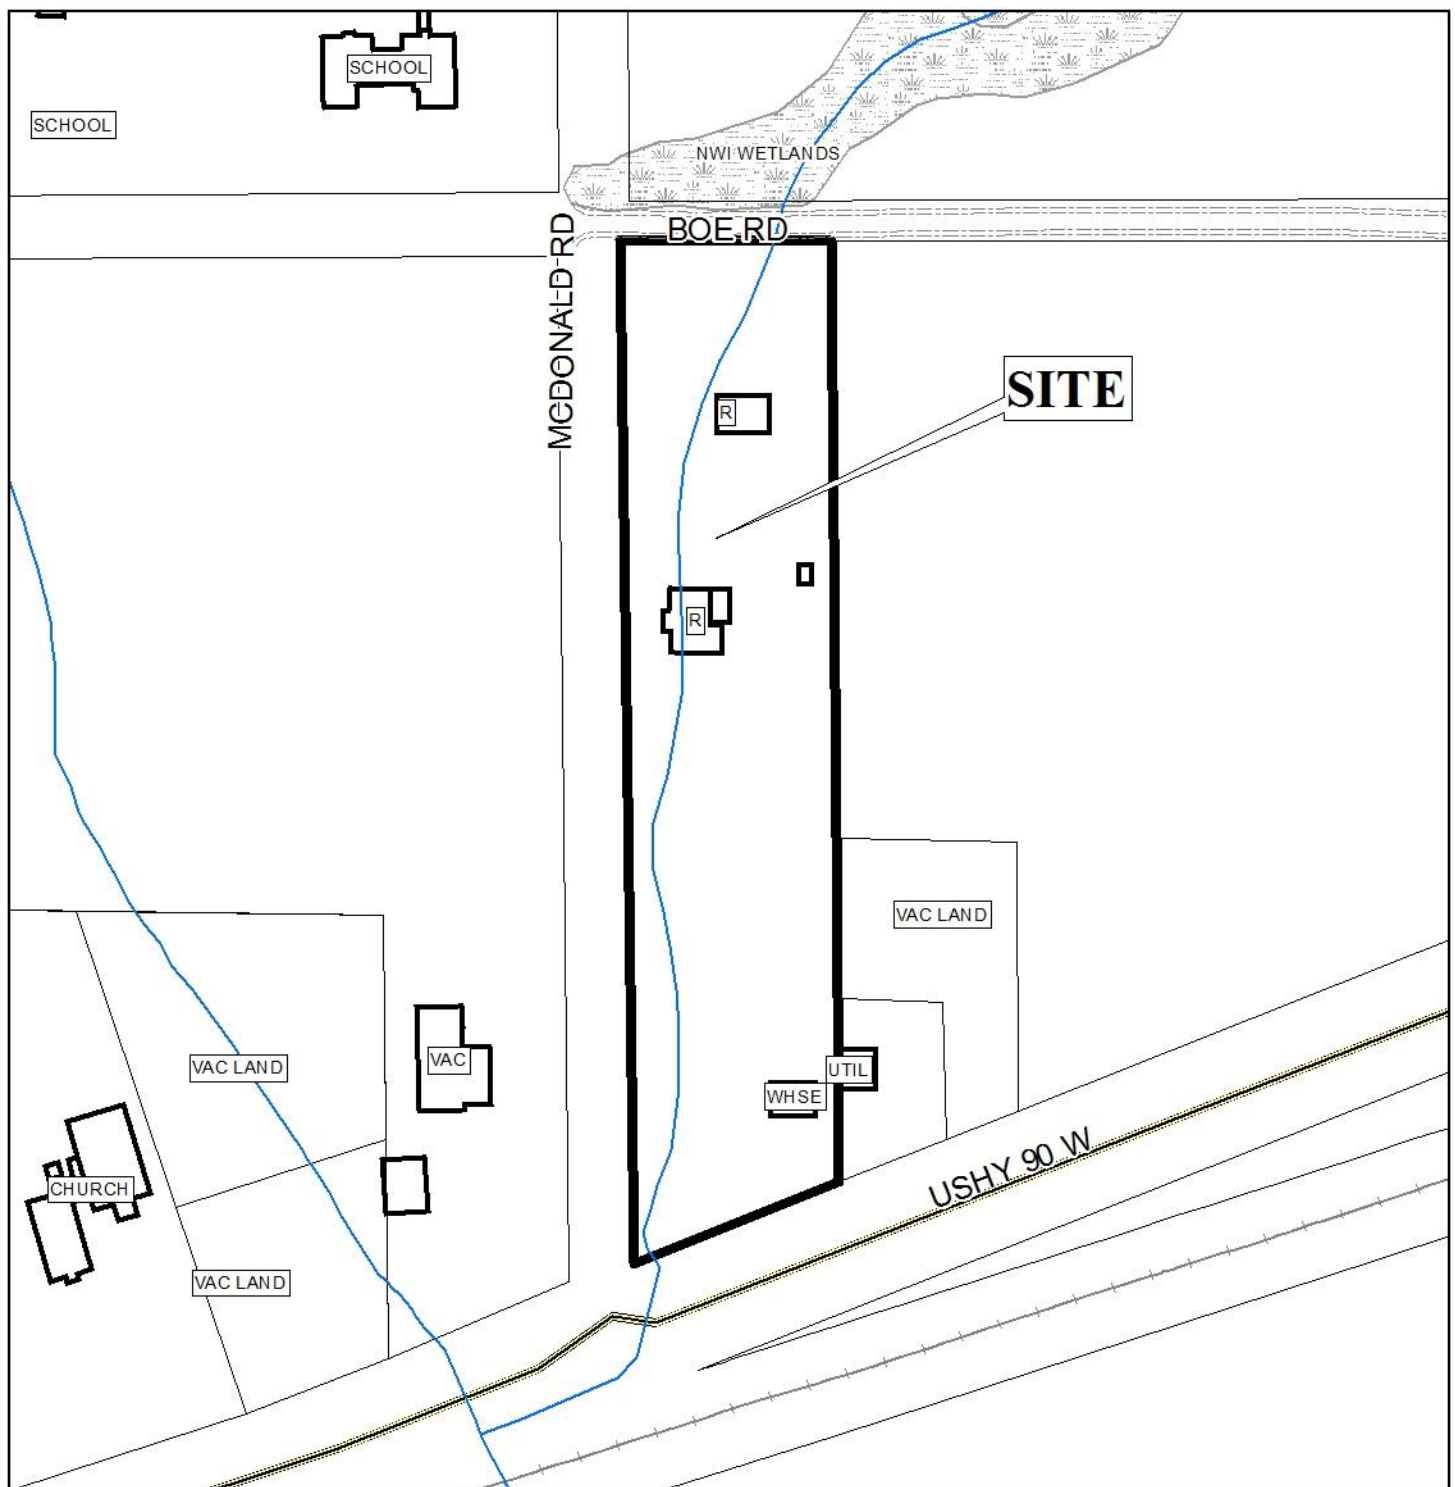 SCHOOL
SCHOOL
NWI WETLANDS
BOE RD
MCDONALD RD
SITE
R
R
VAC LAND
VAC LAND
VAC
UTIL
WHSE
CHURCH
USHY 90 W
VAC LAND